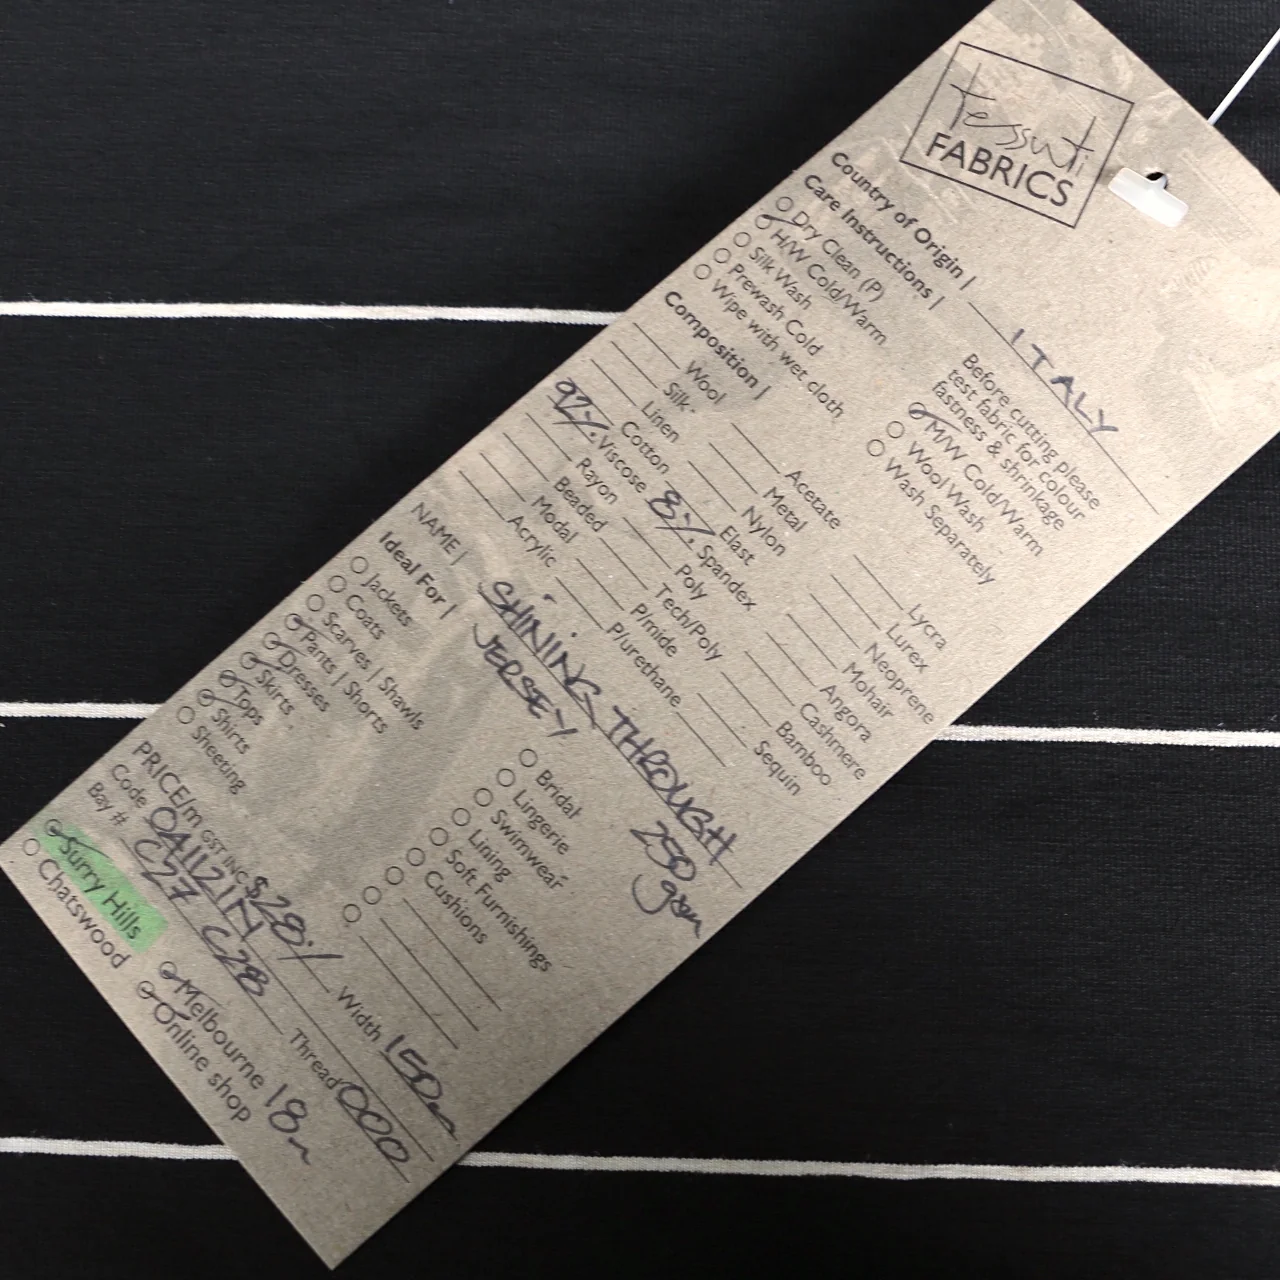 tessuti
FABRICS
Country of Origin | ITALY
Care Instructions |
Dry Clean (P)
H/W Cold/Warm
Silk Wash
Prewash Cold
Wipe with wet cloth
Before cutting please
test fabric for colour
fastness & shrinkage
M/W Cold/Warm
Wool Wash
Wash Separately
Composition |
Wool
Silk
Linen
Cotton
92% Viscose
Rayon
Beaded
Modal
Acrylic
Acetate
Metal
Nylon
Elast
8% Spandex
Poly
Tech/Poly
P/mide
P/urethane
Lycra
Lurex
Neoprene
Mohair
Angora
Cashmere
Bamboo
Sequin
NAME | SHINING THROUGH
JERSEY 250
gsm
Ideal For |
Jackets
Coats
Scarves | Shawls
Pants | Shorts
Dresses
Skirts
Tops
Shirts
Sheeting
Bridal
Lingerie
Swimwear
Lining
Soft Furnishings
Cushions
PRICE/m GST INC $28./ Width 150
Code 041121KN Thread 000
Bay # C27 C28
Surry Hills
Chatswood
Melbourne
Online shop 18m